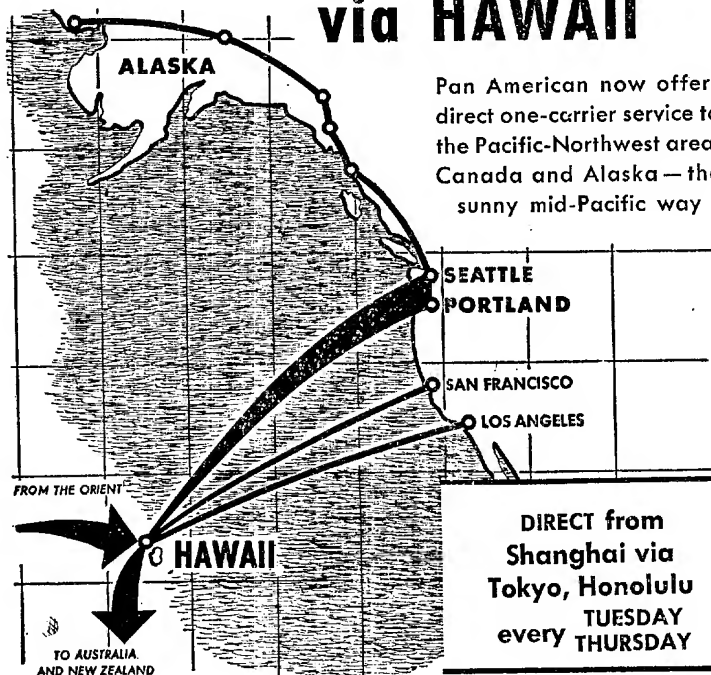 via HAWAII
Pan American now offer
direct one-carrier service to
the Pacific-Northwest area
Canada and Alaska — the
sunny mid-Pacific way
ALASKA
SEATTLE
PORTLAND
SAN FRANCISCO
LOS ANGELES
FROM THE ORIENT
HAWAII
TO AUSTRALIA
AND NEW ZEALAND
DIRECT from
Shanghai via
Tokyo, Honolulu
every TUESDAY
THURSDAY